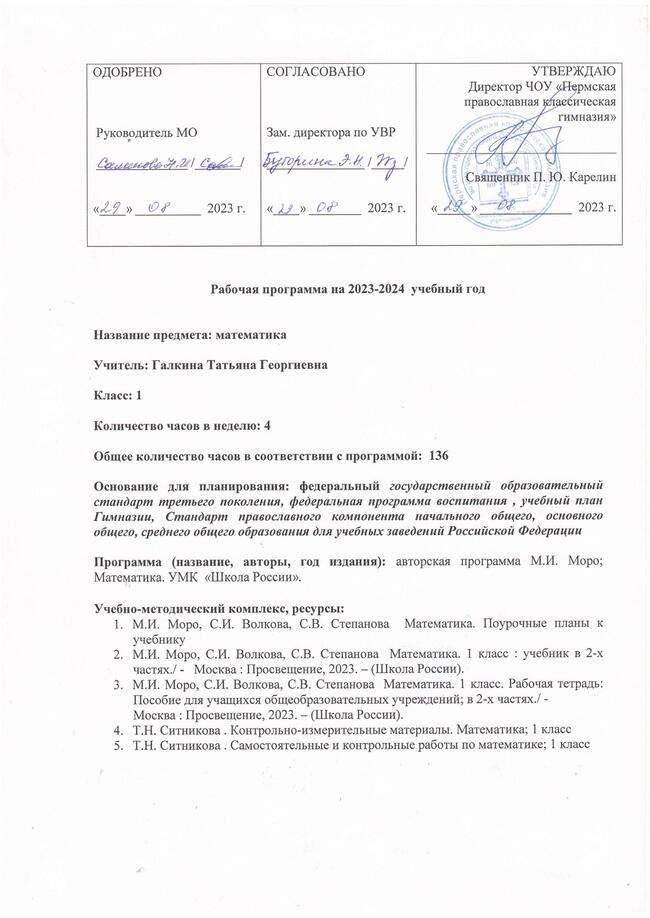 ОДОБРЕНО
Руководитель МО
«29» 08 2023 г.
СОГЛАСОВАНО
Зам. директора по УВР
Буторина Э.Н.
«29» 08 2023 г.
УТВЕРЖДАЮ
Директор ЧОУ «Пермская
православная классическая
гимназия»
Священник П. Ю. Карелин
«29» 08 2023 г.
Рабочая программа на 2023-2024 учебный год
Название предмета: математика
Учитель: Галкина Татьяна Георгиевна
Класс: 1
Количество часов в неделю: 4
Общее количество часов в соответствии с программой: 136
Основание для планирования: федеральный государственный образовательный
стандарт третьего поколения, федеральная программа воспитания , учебный план
Гимназии, Стандарт православного компонента начального общего, основного
общего, среднего общего образования для учебных заведений Российской Федерации
Программа (название, авторы, год издания): авторская программа М.И. Моро;
Математика. УМК «Школа России».
Учебно-методический комплекс, ресурсы:
1. М.И. Моро, С.И. Волкова, С.В. Степанова Математика. Поурочные планы к
учебнику
2. М.И. Моро, С.И. Волкова, С.В. Степанова Математика. 1 класс : учебник в 2-х
частях./ - Москва : Просвещение, 2023. – (Школа России).
3. М.И. Моро, С.И. Волкова, С.В. Степанова Математика. 1 класс. Рабочая тетрадь:
Пособие для учащихся общеобразовательных учреждений; в 2-х частях./ -
Москва : Просвещение, 2023. – (Школа России).
4. Т.Н. Ситникова . Контрольно-измерительные материалы. Математика; 1 класс
5. Т.Н. Ситникова . Самостоятельные и контрольные работы по математике; 1 класс